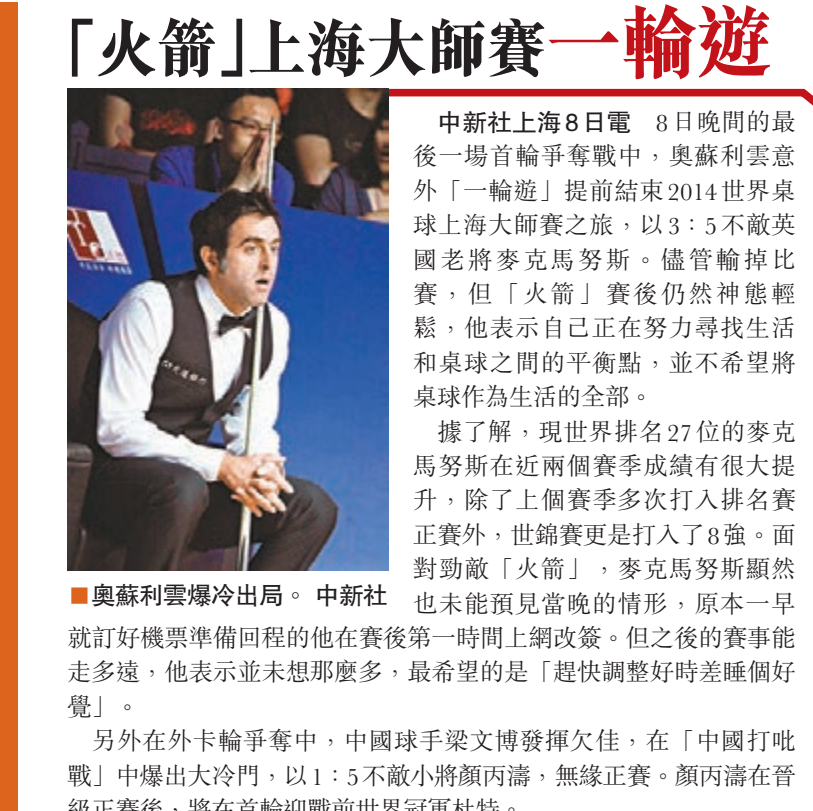 「火箭」上海大師賽一輪遊
中新社上海8日電　8日晚間的最
後一場首輪爭奪戰中，奧蘇利雲意
外「一輪遊」提前結束2014世界桌
球上海大師賽之旅，以3：5不敵英
國老將麥克馬努斯。儘管輸掉比
賽，但「火箭」賽後仍然神態輕
鬆，他表示自己正在努力尋找生活
和桌球之間的平衡點，並不希望將
桌球作為生活的全部。
據了解，現世界排名27位的麥克
馬努斯在近兩個賽季成績有很大提
升，除了上個賽季多次打入排名賽
正賽外，世錦賽更是打入了8強。面
對勁敵「火箭」，麥克馬努斯顯然
也未能預見當晚的情形，原本一早
就訂好機票準備回程的他在賽後第一時間上網改簽。但之後的賽事能
走多遠，他表示並未想那麼多，最希望的是「趕快調整好時差睡個好
覺」。
另外在外卡輪爭奪中，中國球手梁文博發揮欠佳，在「中國打吡
戰」中爆出大冷門，以1：5不敵小將顏丙濤，無緣正賽。顏丙濤在晉
級正賽後，將在首輪迎戰前世界冠軍杜特。
■奧蘇利雲爆冷出局。 中新社